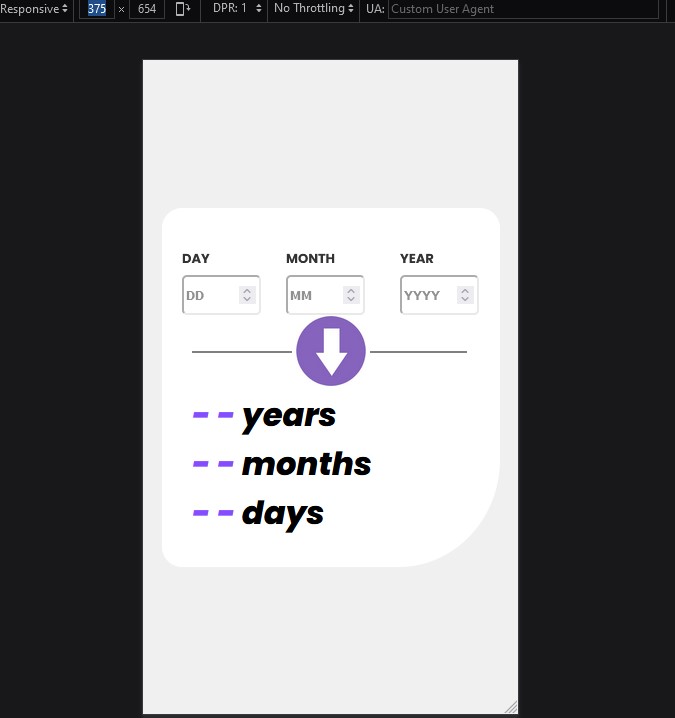 Responsive 375 × 654 DPR: 1 No Throttling UA: Custom User Agent
DAY MONTH YEAR
DD MM YYYY
- - years
- - months
- - days